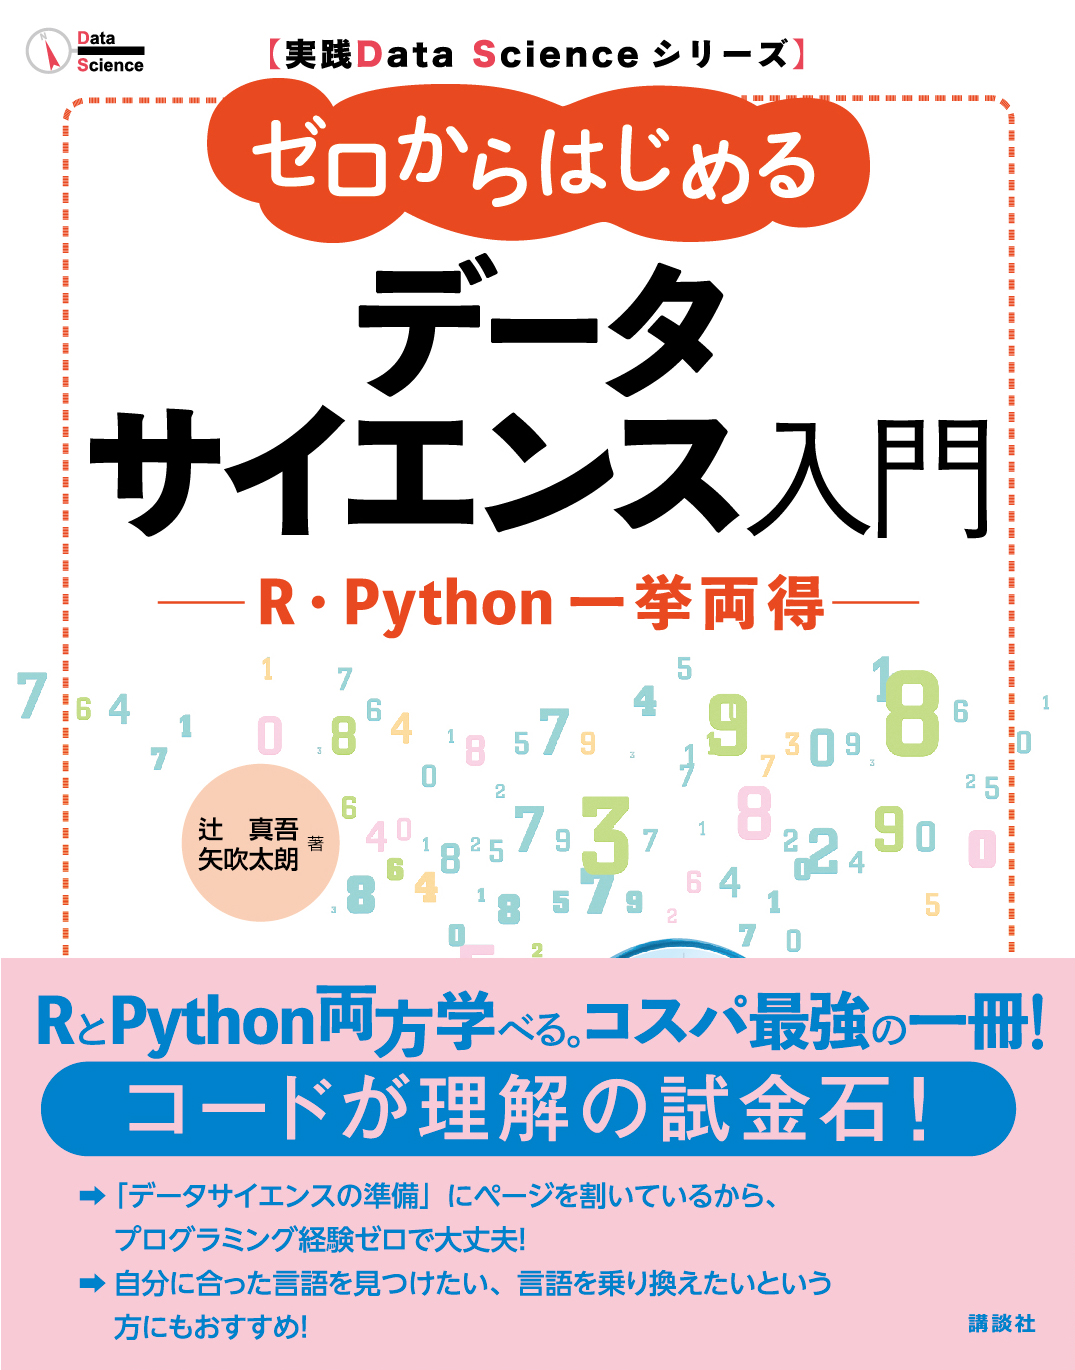 Data
Science
【実践Data Scienceシリーズ】
ゼロからはじめる
データ
サイエンス入門
R・Python一挙両得
辻 真吾
矢吹太朗
著
RとPython両方学べる。コスパ最強の一冊!
コードが理解の試金石!
➡「データサイエンスの準備」にページを割いているから、
プログラミング経験ゼロで大丈夫!
➡自分に合った言語を見つけたい、言語を乗り換えたいという
方にもおすすめ!
講談社